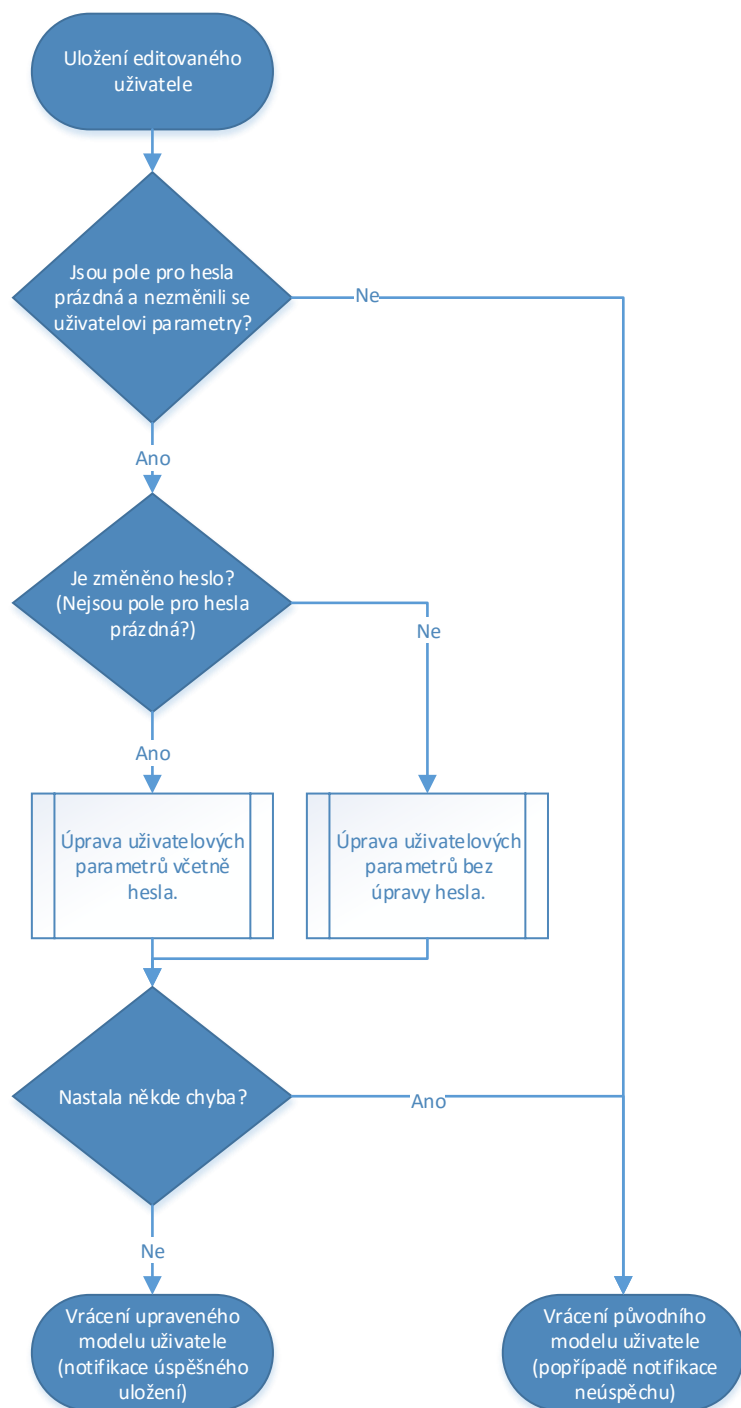 Uložení editovaného
uživatele
Jsou pole pro hesla
prázdná a nezměnili se
uživatelovi parametry?
Ne
Ano
Je změněno heslo?
(Nejsou pole pro hesla
prázdná?)
Ne
Ano
Úprava uživatelových
parametrů včetně
hesla.
Úprava uživatelových
parametrů bez
úpravy hesla.
Nastala někde chyba?
Ano
Ne
Vrácení upraveného
modelu uživatele
(notifikace úspěšného
uložení)
Vrácení původního
modelu uživatele
(popřípadě notifikace
neúspěchu)